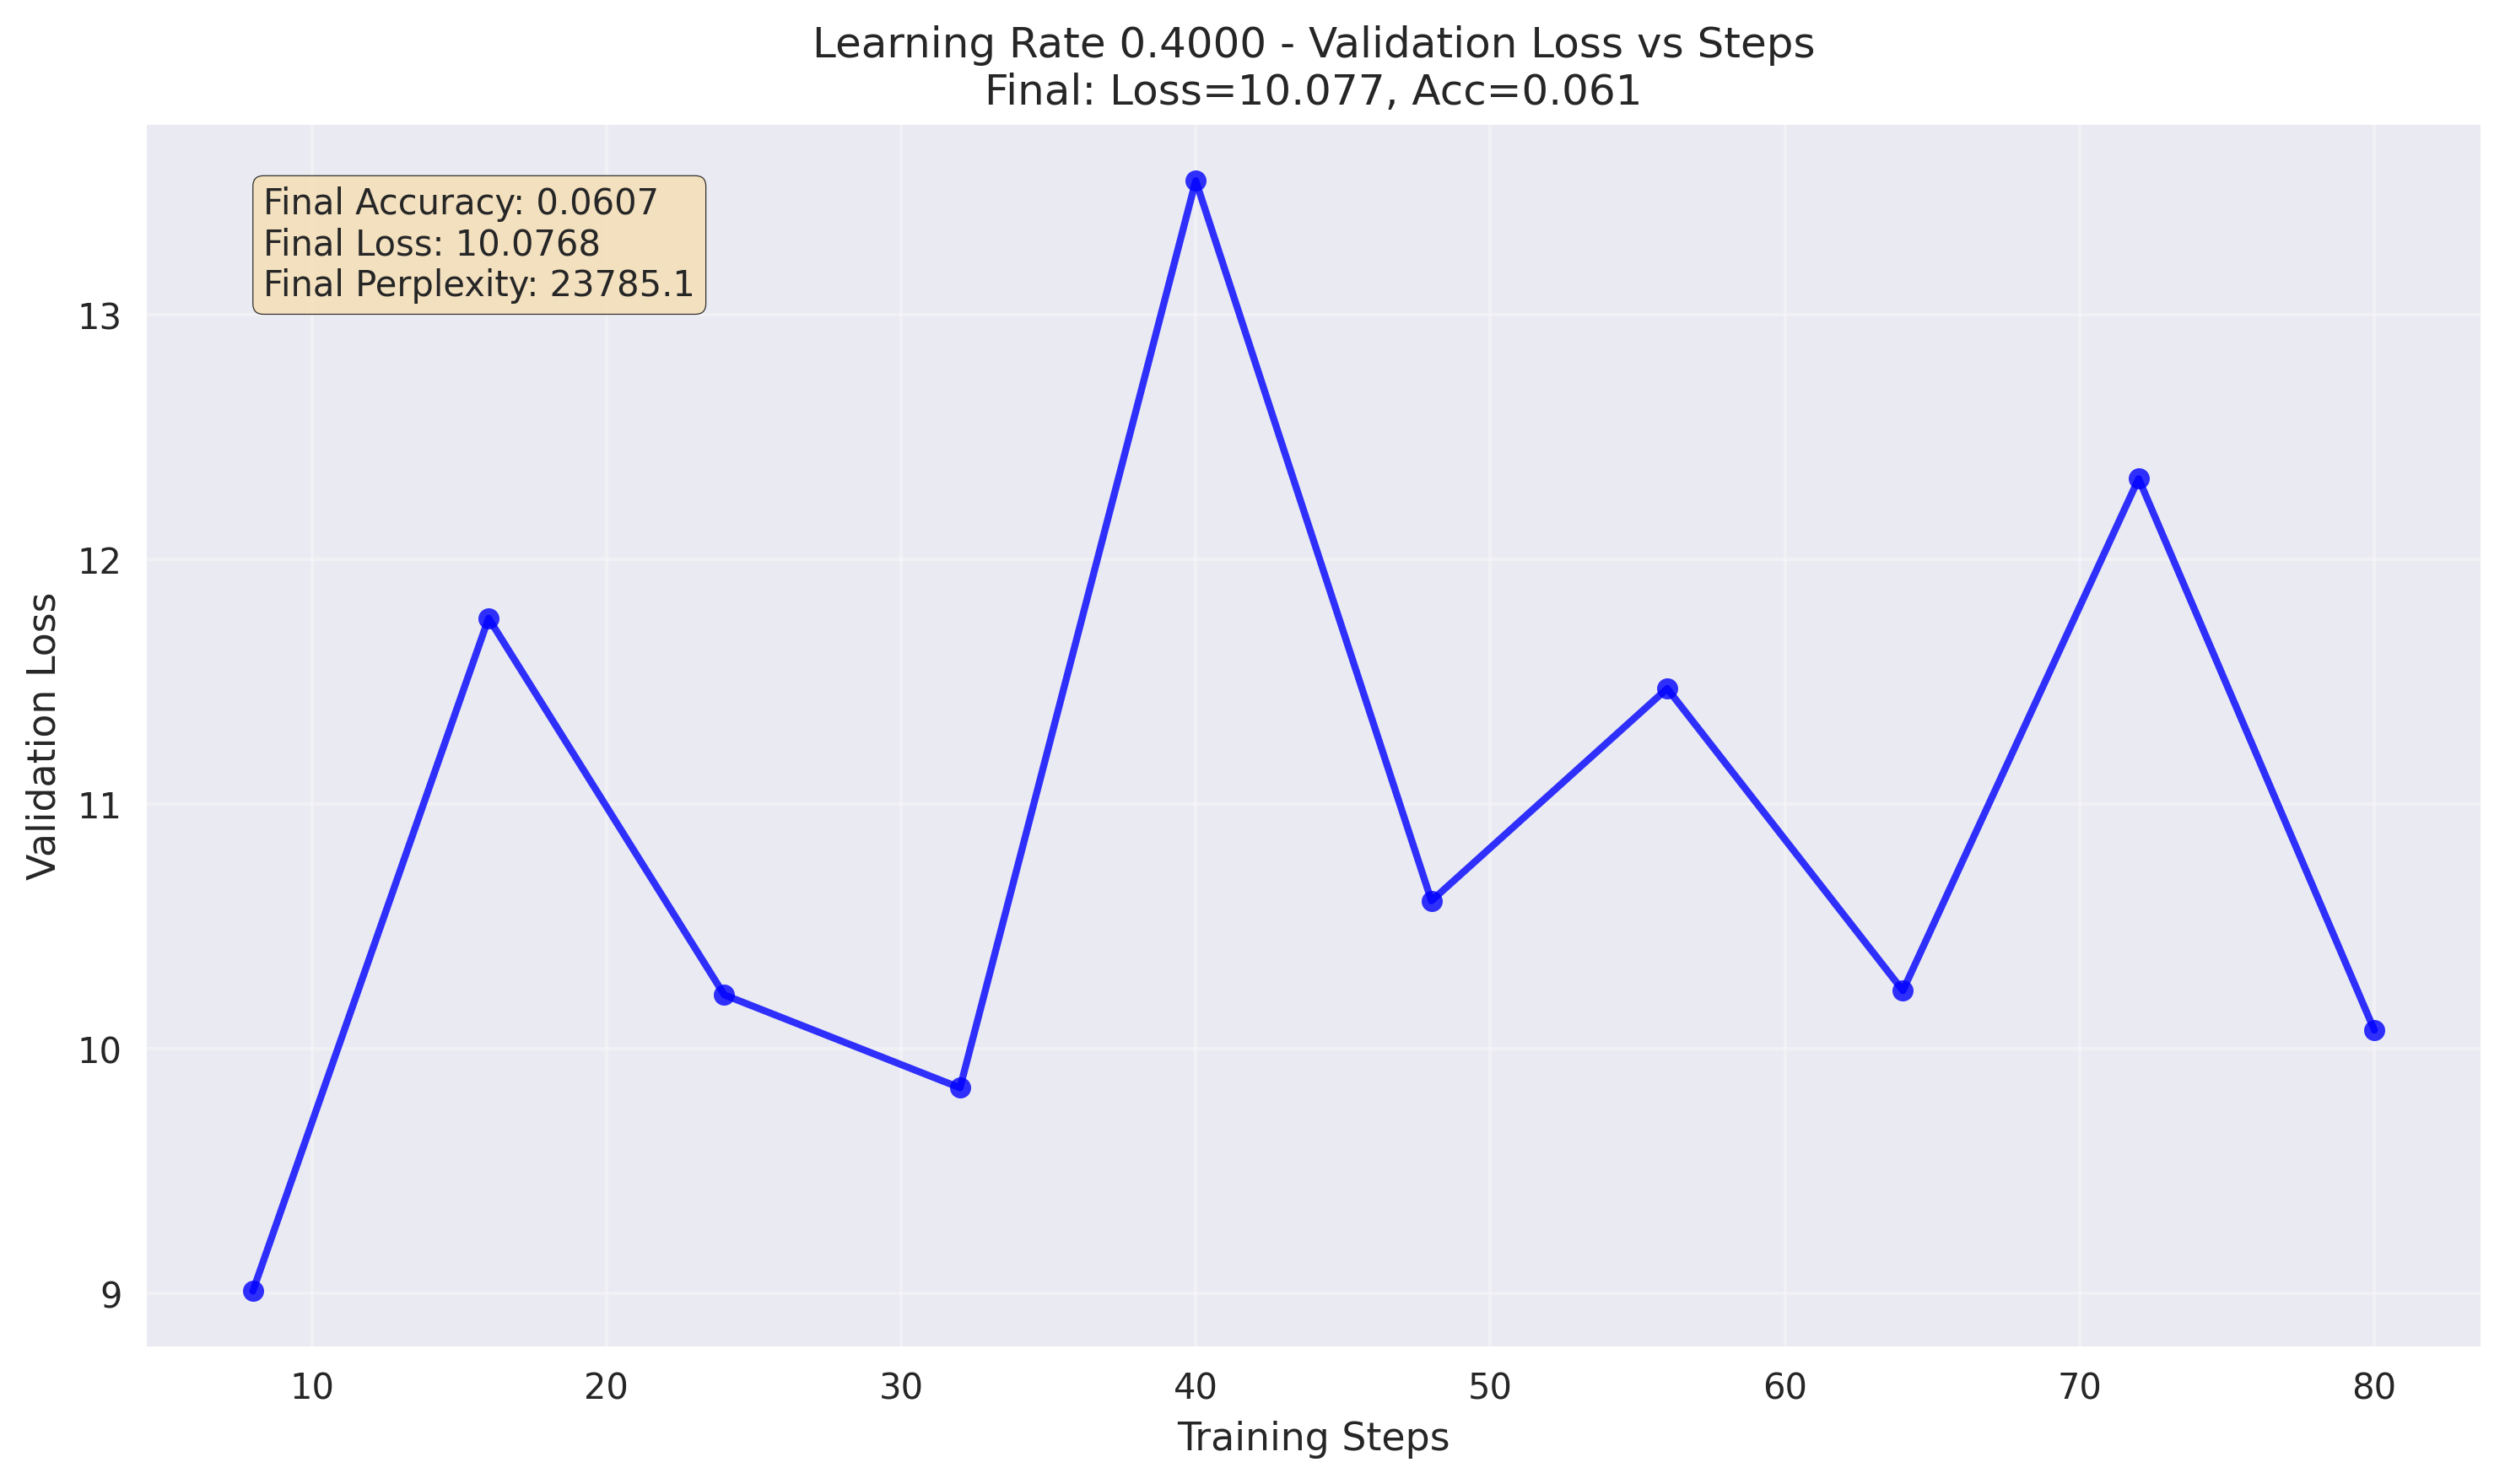 Learning Rate 0.4000 - Validation Loss vs Steps
Final: Loss=10.077, Acc=0.061
Final Accuracy: 0.0607
Final Loss: 10.0768
Final Perplexity: 23785.1
13
12
11
10
9
Validation Loss
10
20
30
40
50
60
70
80
Training Steps